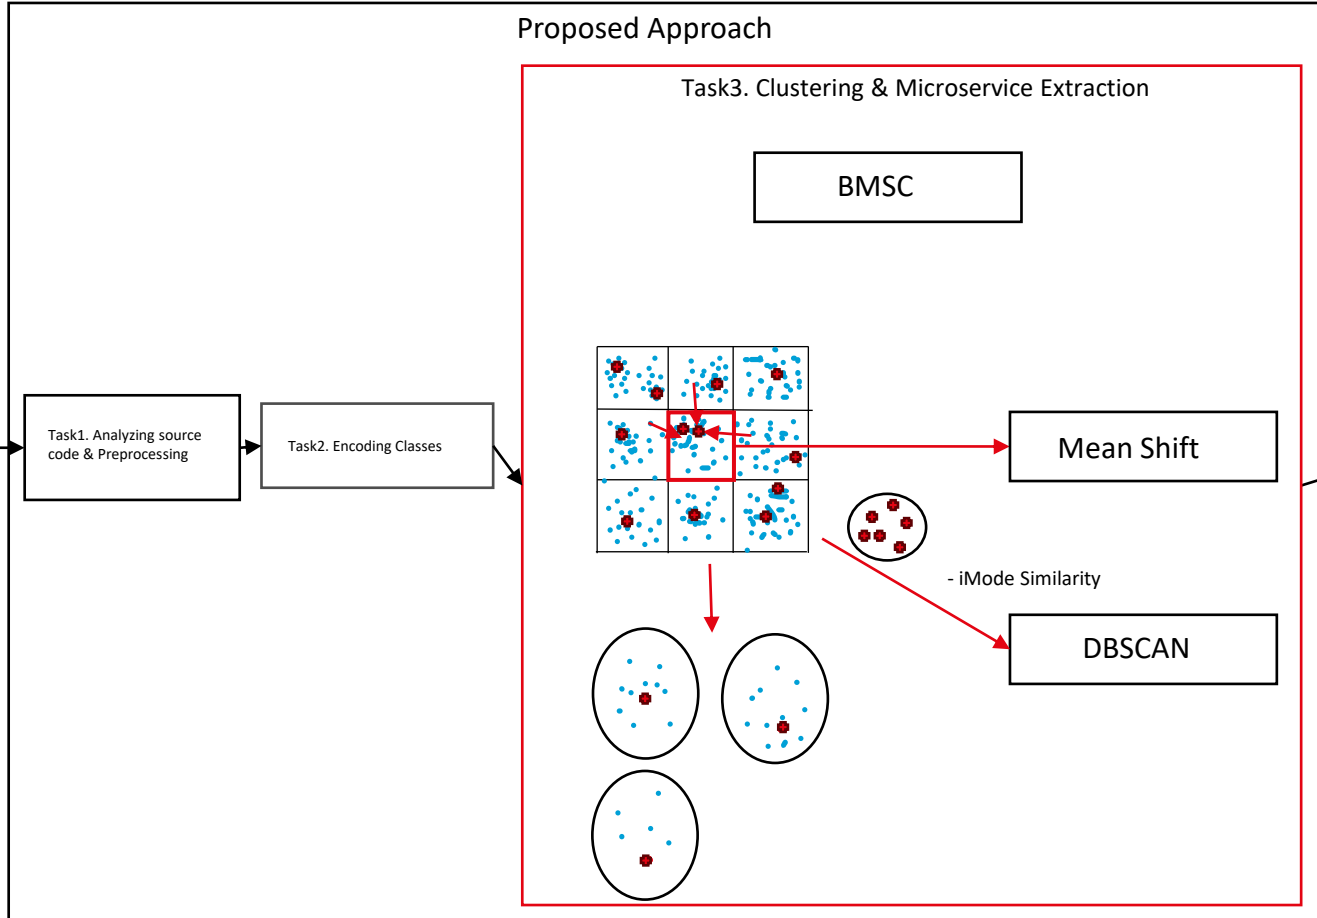 Proposed Approach
Task3. Clustering & Microservice Extraction
BMSC
Task1. Analyzing source
code & Preprocessing
Task2. Encoding Classes
Mean Shift
- iMode Similarity
DBSCAN